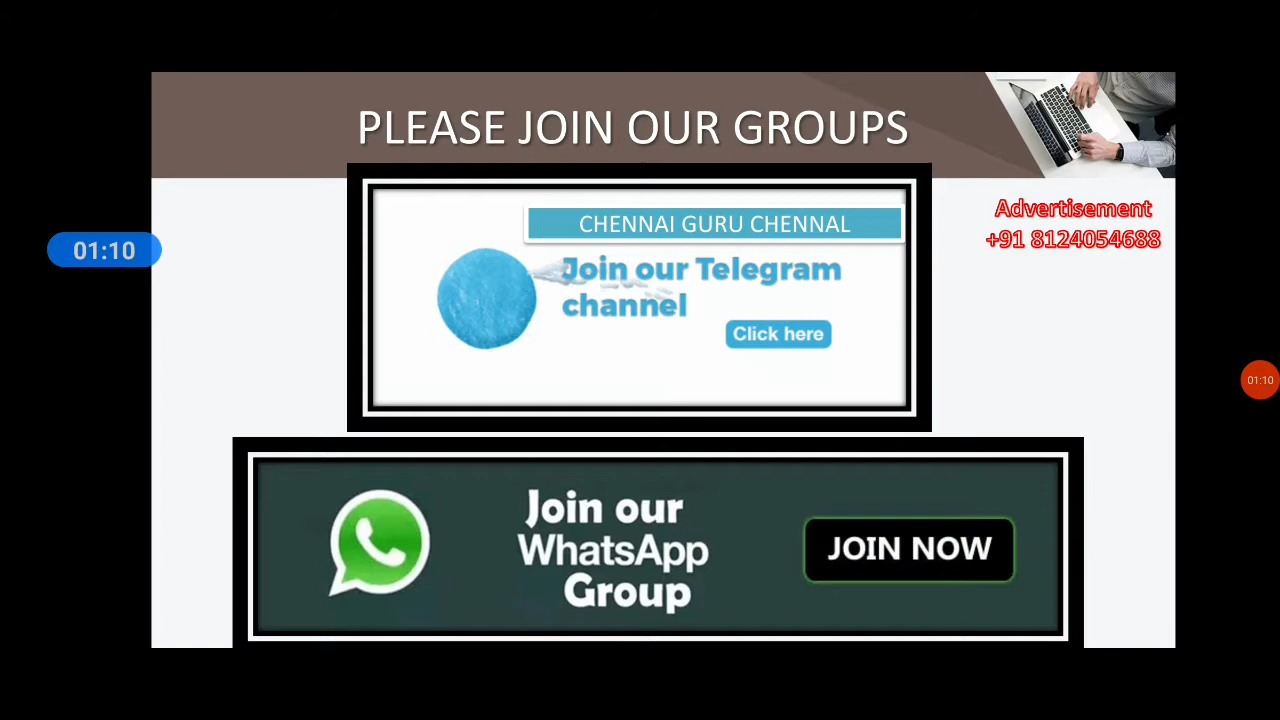 PLEASE JOIN OUR GROUPS
Advertisement
+91 8124054688
CHENNAI GURU CHENNAL
01:10
Join our Telegram
channel
Click here
01:10
Join our
WhatsApp
Group
JOIN NOW